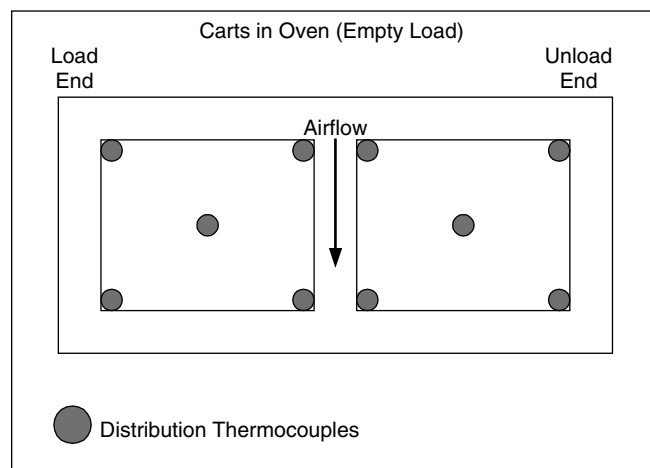 Carts in Oven (Empty Load)
Load
End
Unload
End
Airflow
Distribution Thermocouples